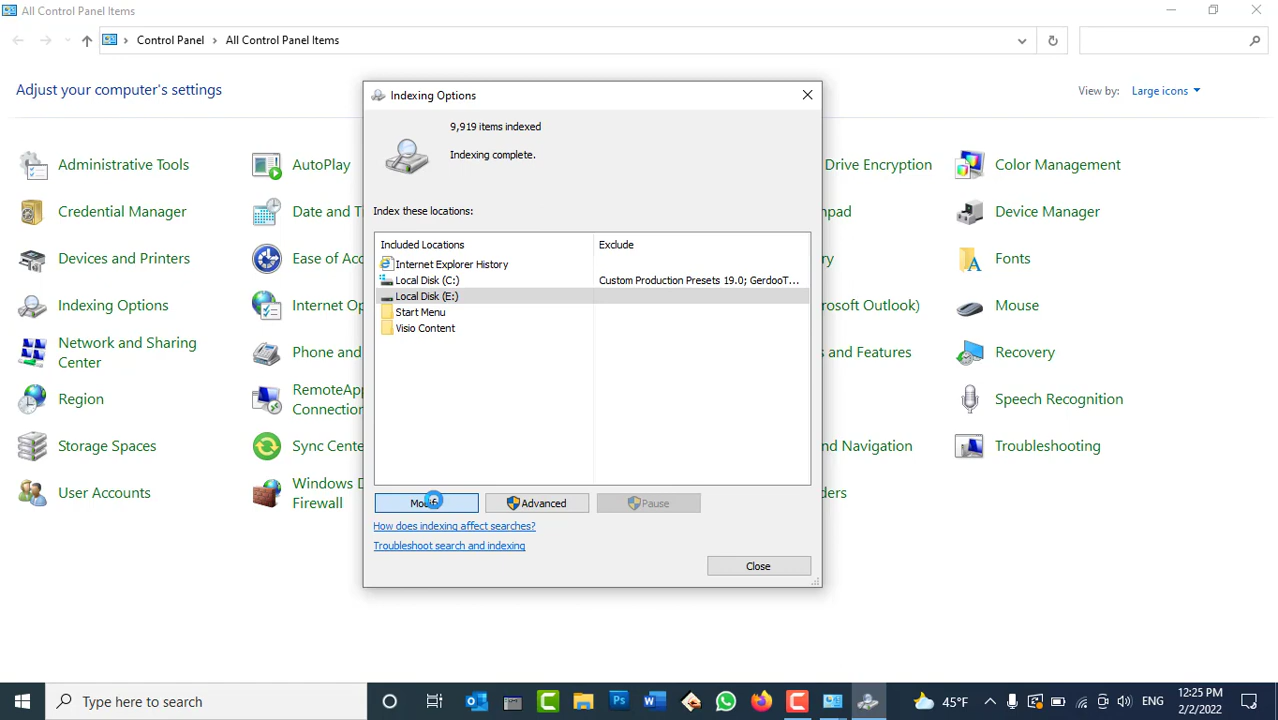 All Control Panel Items
Control Panel
All Control Panel Items
Adjust your computer's settings
View by:
Large icons
Indexing Options
9,919 items indexed
Indexing complete.
Index these locations:
Included Locations
Exclude
Internet Explorer History
Local Disk (C:)
Custom Production Presets 19.0; GerdooT...
Local Disk (E:)
Start Menu
Visio Content
Advanced
Pause
How does indexing affect searches?
Troubleshoot search and indexing
Close
Administrative Tools
AutoPlay
Drive Encryption
Color Management
Credential Manager
Date and T
Device Manager
Devices and Printers
Ease of Acc
Fonts
Indexing Options
Internet Op
rosoft Outlook)
Mouse
Network and Sharing
Center
Phone and
and Features
Recovery
Region
RemoteApp
Connection
Speech Recognition
Storage Spaces
Sync Cente
and Navigation
Troubleshooting
User Accounts
Windows D
Firewall
Type here to search
45°F
ENG
12:25 PM
2/2/2022